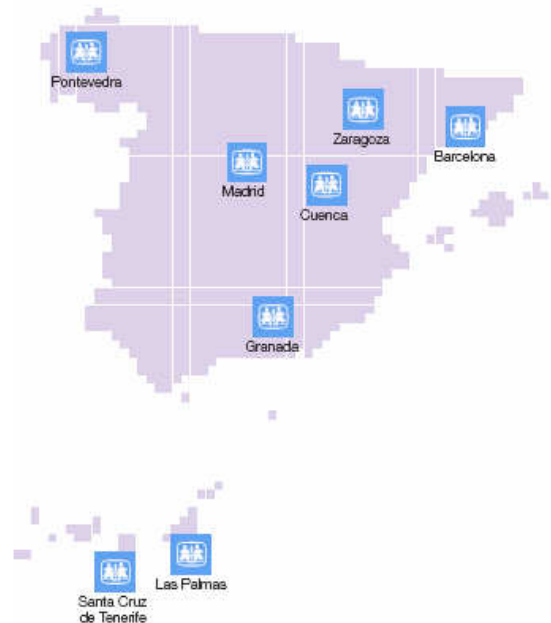 Pontevedra
Zaragoza
Barcelona
Madrid
Cuenca
Granada
Las Palmas
Santa Cruz
de Tenerife